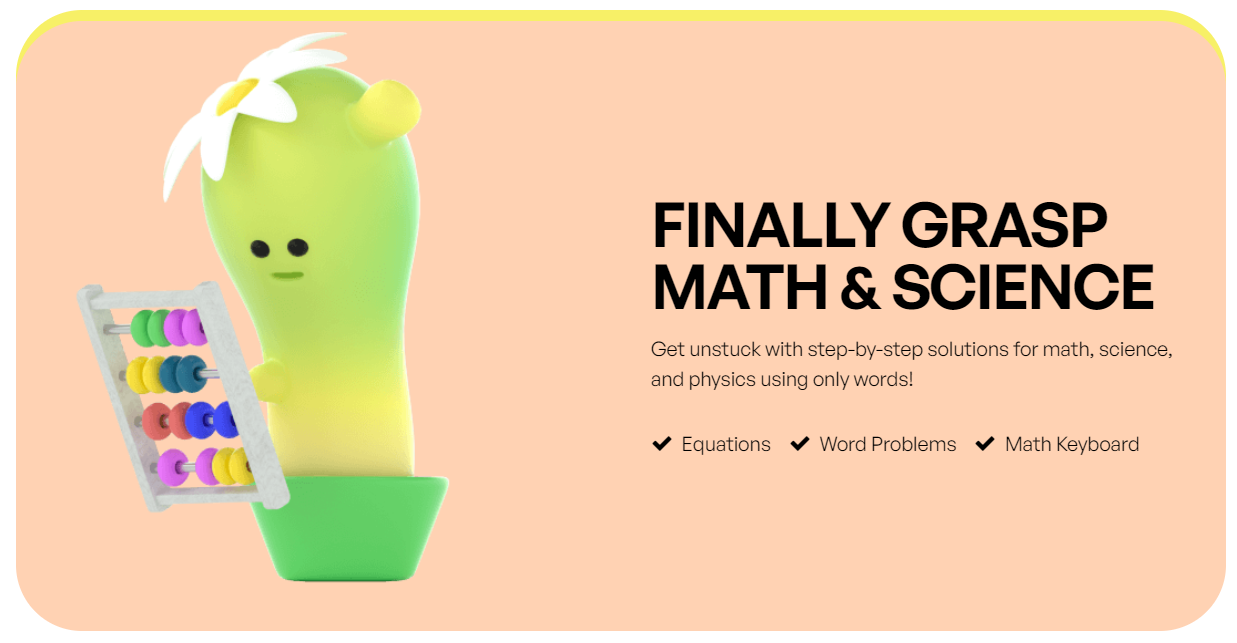 FINALLY GRASP
MATH & SCIENCE
Get unstuck with step-by-step solutions for math, science,
and physics using only words!
✔ Equations ✔ Word Problems ✔ Math Keyboard